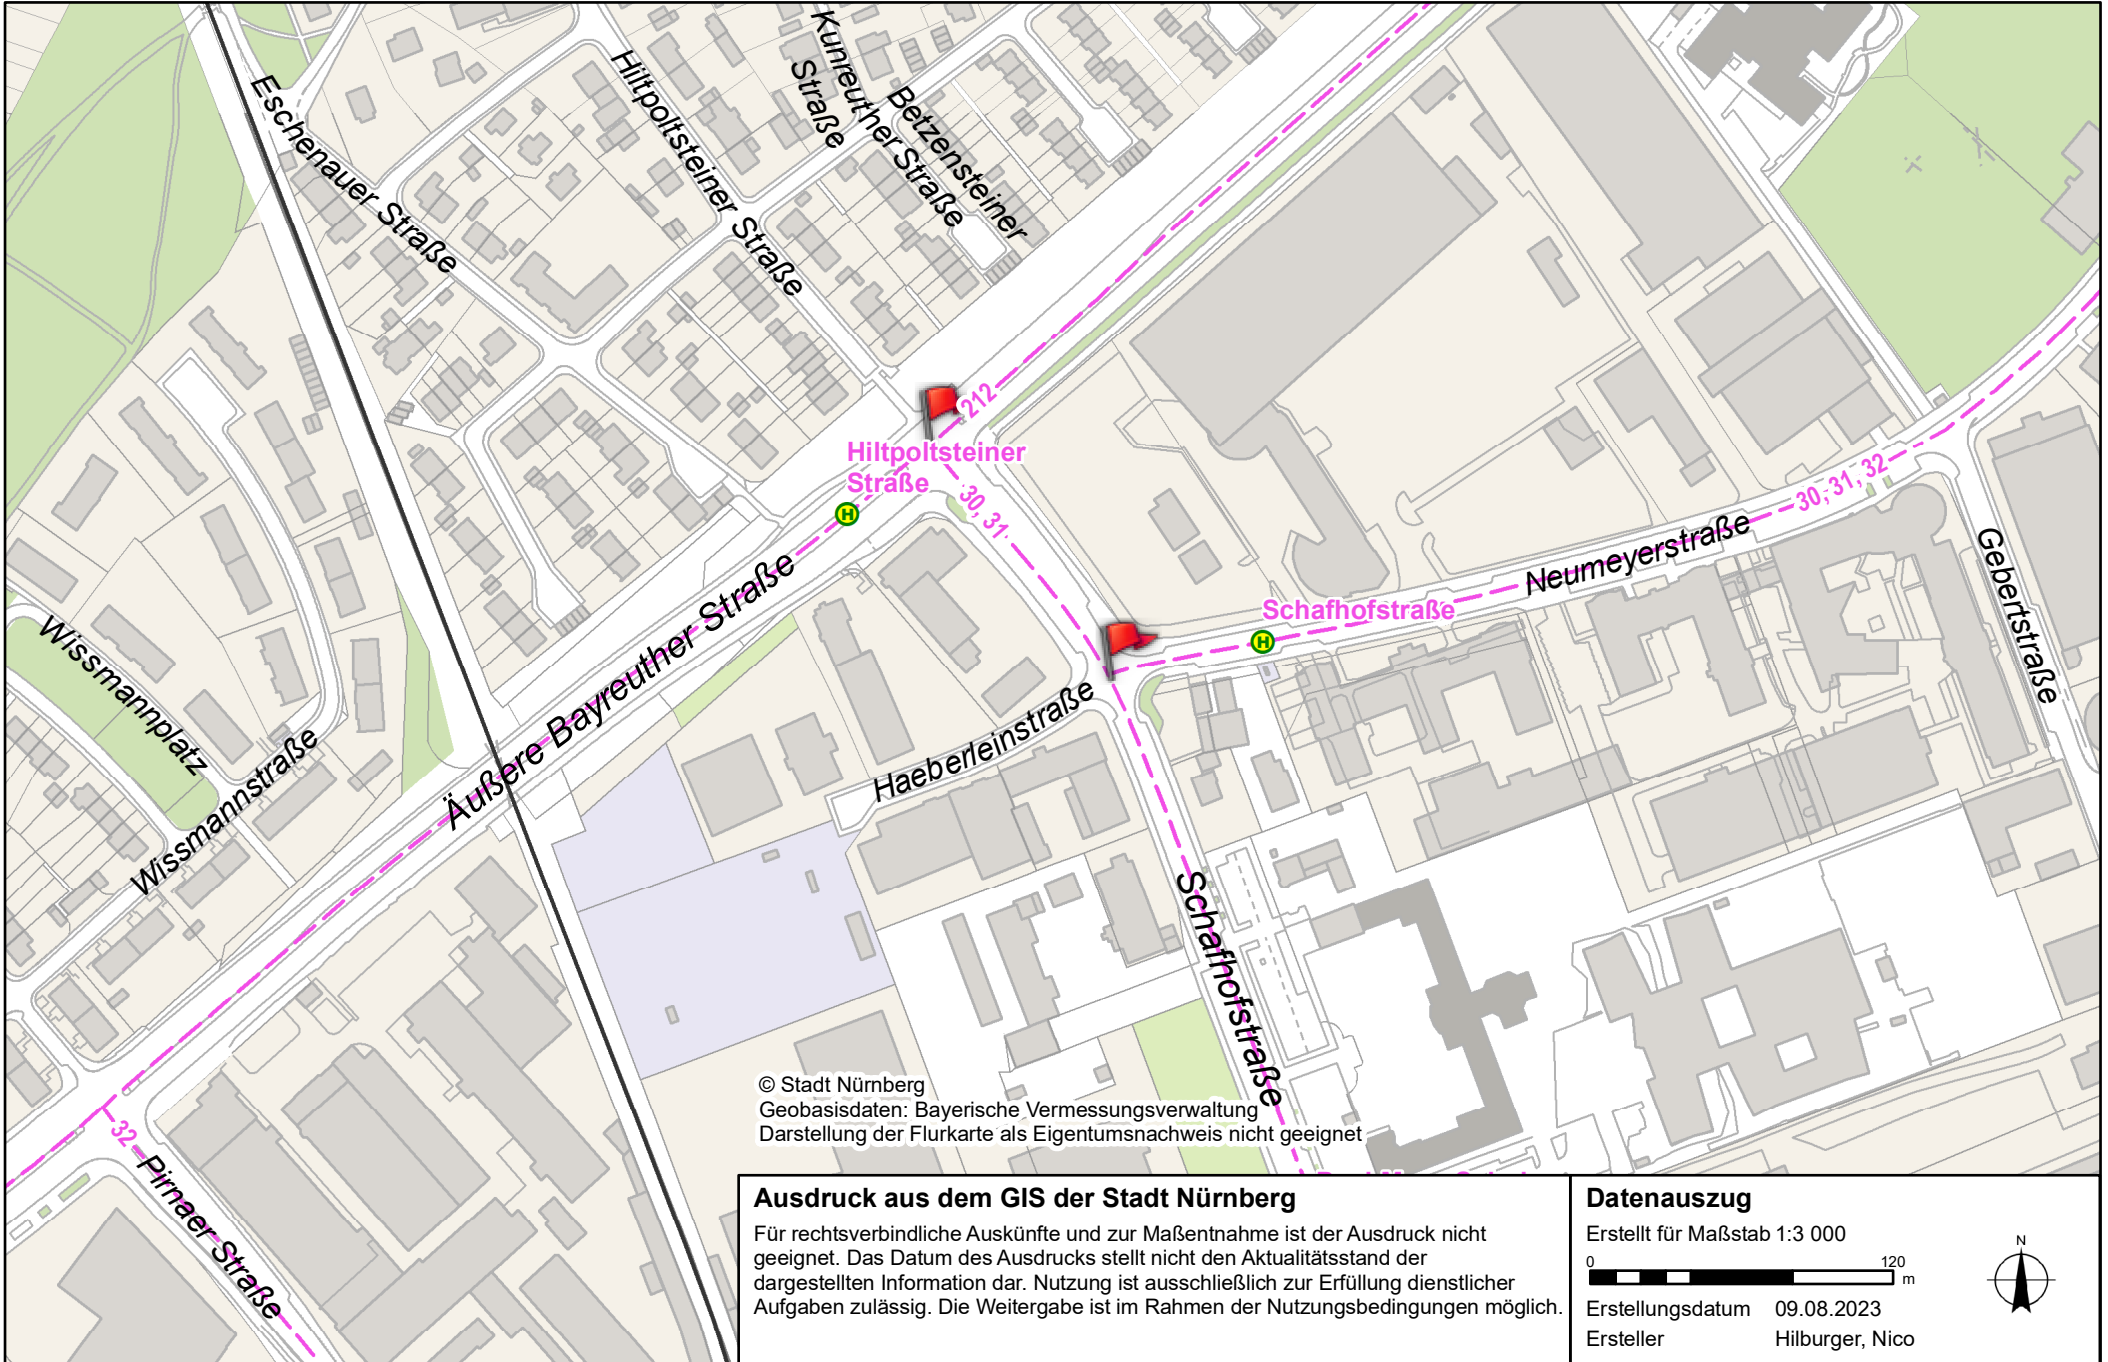 Eschenauer Straße
Hiltpoltsteiner Straße
Kunreuther Straße
Straße
Betzensteiner
212
Hiltpoltsteiner
Straße
H
30, 31
Schafhofstraße
H
Neumeyerstraße
30, 31, 32
Gebertstraße
Wissmannplatz
Wissmannstraße
Äußere Bayreuther Straße
Haeberleinstraße
Schafhofstraße
32
Pirnaer Straße
© Stadt Nürnberg
Geobasisdaten: Bayerische Vermessungsverwaltung
Darstellung der Flurkarte als Eigentumsnachweis nicht geeignet
Ausdruck aus dem GIS der Stadt Nürnberg
Für rechtsverbindliche Auskünfte und zur Maßentnahme ist der Ausdruck nicht
geeignet. Das Datum des Ausdrucks stellt nicht den Aktualitätsstand der
dargestellten Information dar. Nutzung ist ausschließlich zur Erfüllung dienstlicher
Aufgaben zulässig. Die Weitergabe ist im Rahmen der Nutzungsbedingungen möglich.
Datenauszug
Erstellt für Maßstab 1:3 000
0 120
m
Erstellungsdatum 09.08.2023
Ersteller Hilburger, Nico
N